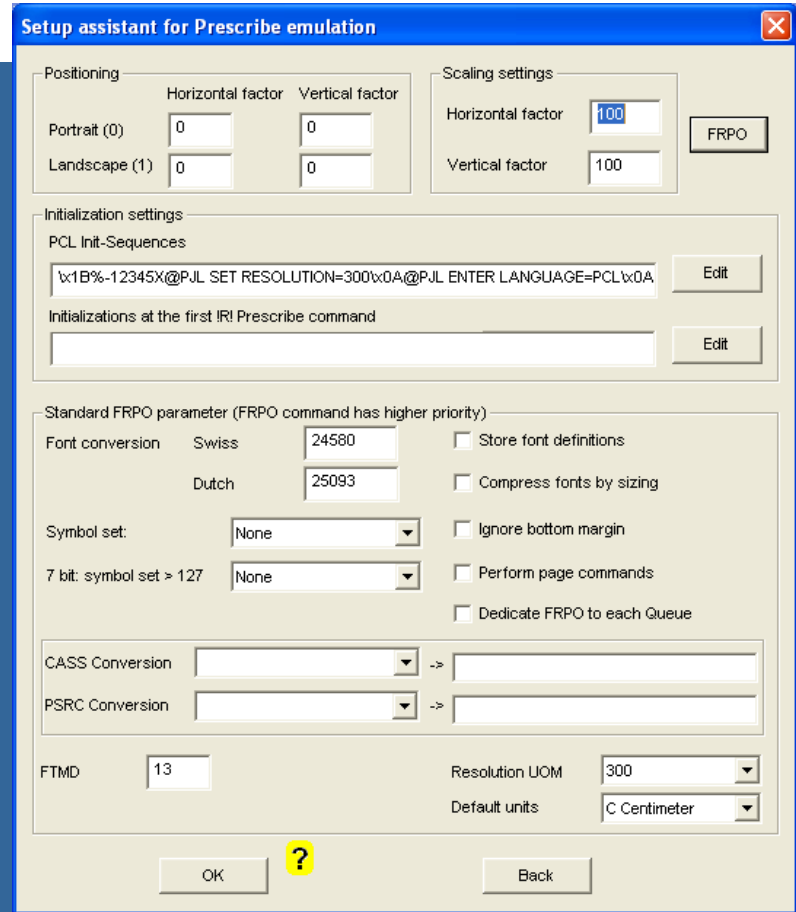 Setup assistant for Prescribe emulation
Positioning
Horizontal factor Vertical factor
Portrait (0) 0 0
Landscape (1) 0 0
Scaling settings
Horizontal factor 100
Vertical factor 100
FRPO
Initialization settings
PCL Init-Sequences
\x1B%-12345X@PJL SET RESOLUTION=300\x0A@PJL ENTER LANGUAGE=PCL\x0A
Edit
Initializations at the first !R! Prescribe command
Edit
Standard FRPO parameter (FRPO command has higher priority)
Font conversion Swiss 24580
Store font definitions
Dutch 25093
Compress fonts by sizing
Symbol set: None
Ignore bottom margin
7 bit: symbol set > 127 None
Perform page commands
Dedicate FRPO to each Queue
CASS Conversion ->
PSRC Conversion ->
FTMD 13
Resolution UOM 300
Default units C Centimeter
OK ? Back